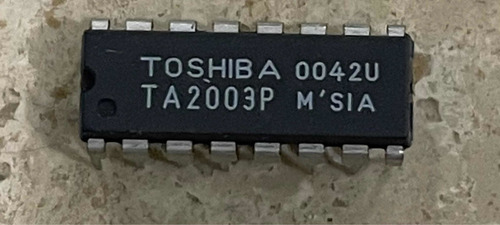 TOSHIBA 0042U
TA2003P M'SIA